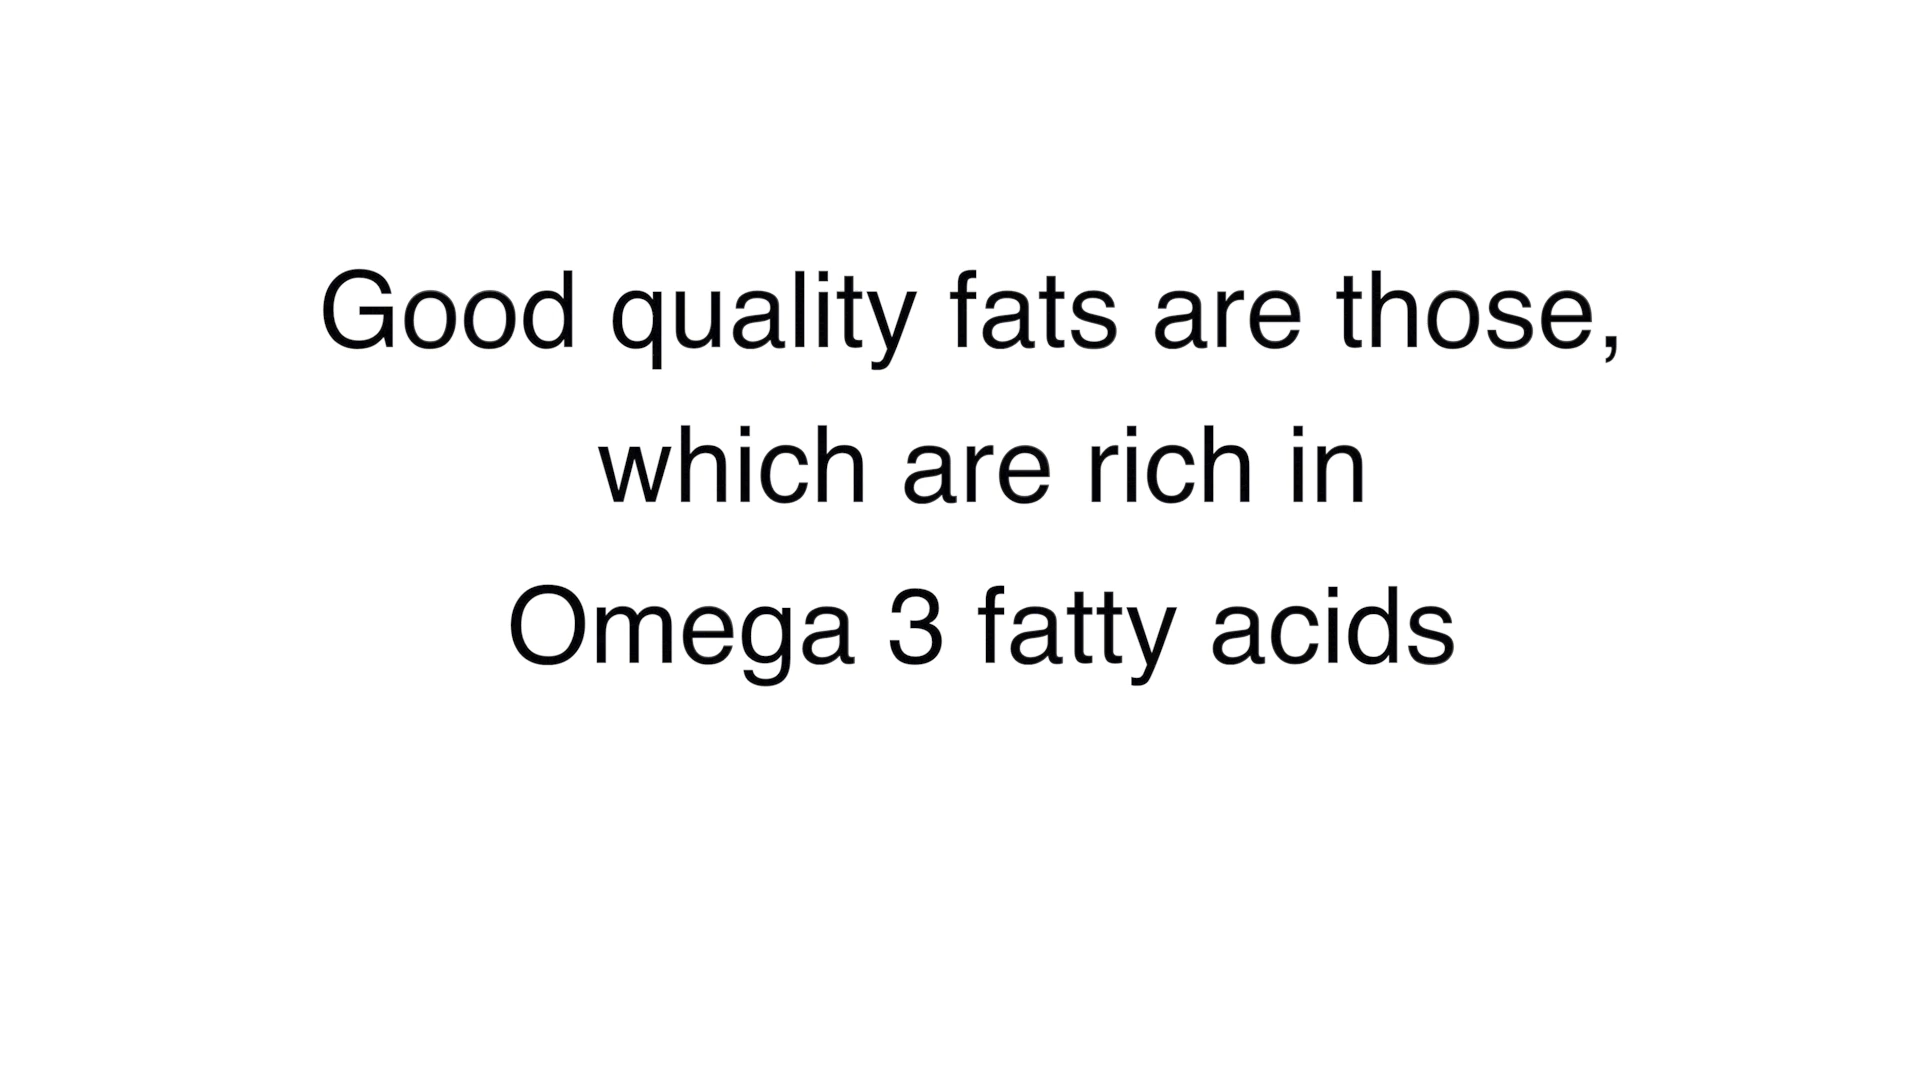 Good quality fats are those,
which are rich in
Omega 3 fatty acids